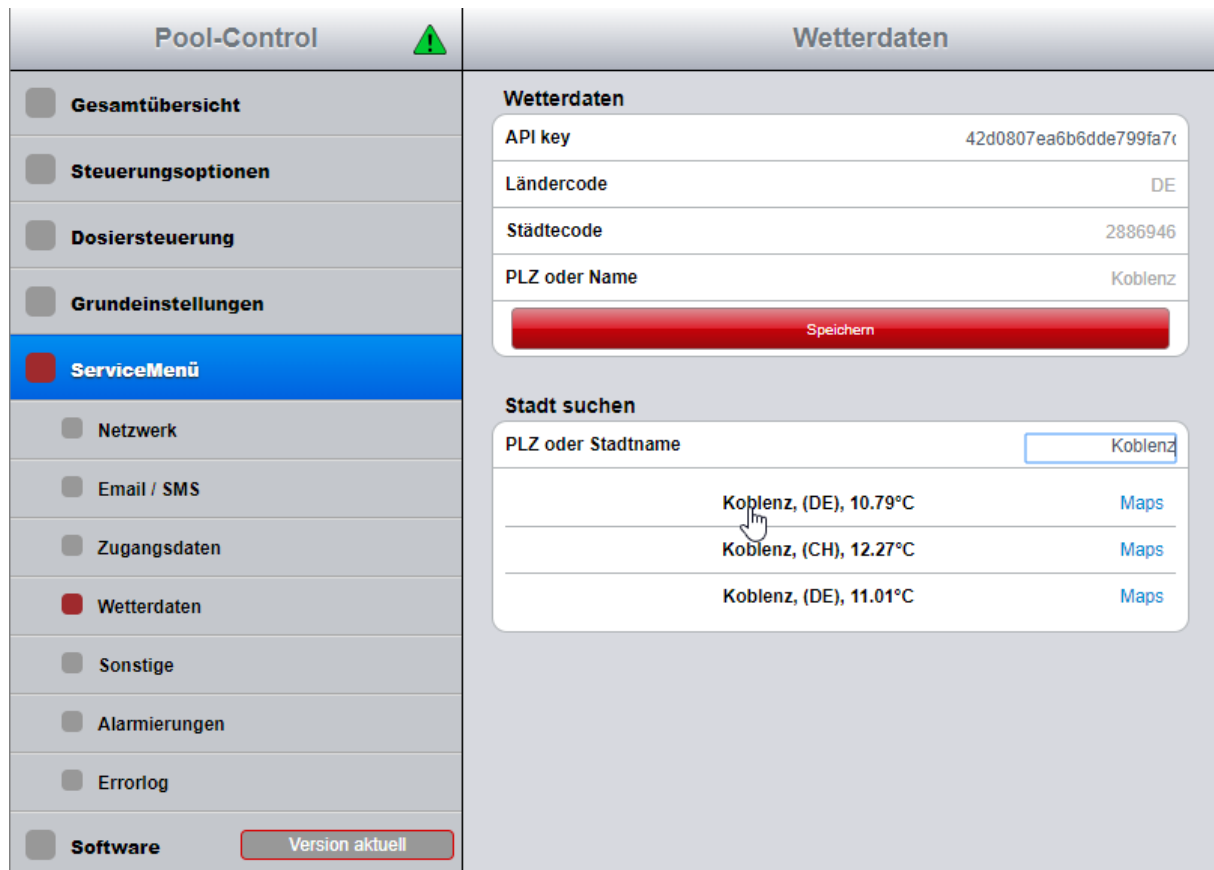 Pool-Control
Gesamtübersicht
Steuerungsoptionen
Dosiersteuerung
Grundeinstellungen
ServiceMenü
Netzwerk
Email / SMS
Zugangsdaten
Wetterdaten
Sonstige
Alarmierungen
Errorlog
Software Version aktuell
Wetterdaten
Wetterdaten
API key 42d0807ea6b6dde799fa7
Ländercode DE
Städtecode 2886946
PLZ oder Name Koblenz
Speichern
Stadt suchen
PLZ oder Stadtname Koblenz
Koblenz, (DE), 10.79°C Maps
Koblenz, (CH), 12.27°C Maps
Koblenz, (DE), 11.01°C Maps